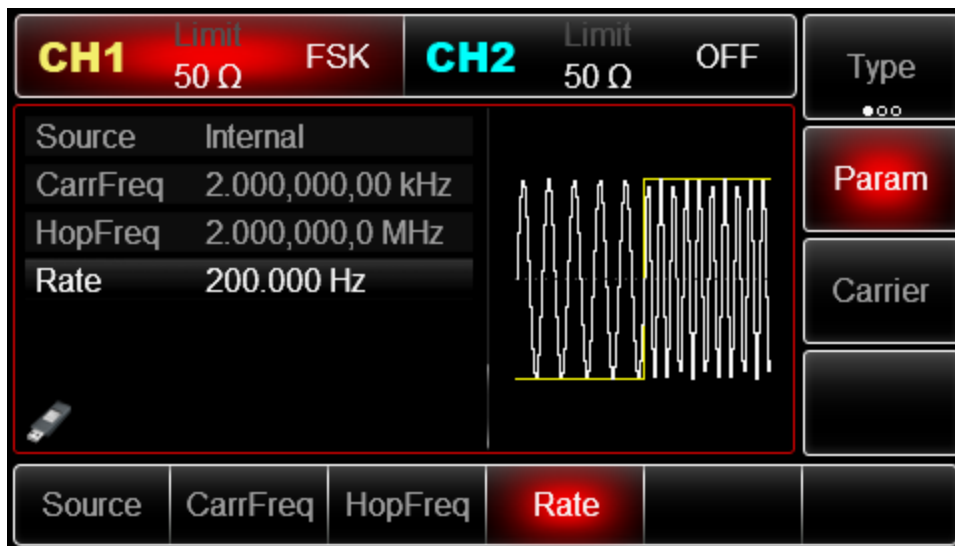 CH1 Limit 50 Ω FSK CH2 Limit 50 Ω OFF
Type
Source Internal
CarrFreq 2.000,000,00 kHz
HopFreq 2.000,000,0 MHz
Rate 200.000 Hz
Param
Carrier
Source CarrFreq HopFreq Rate